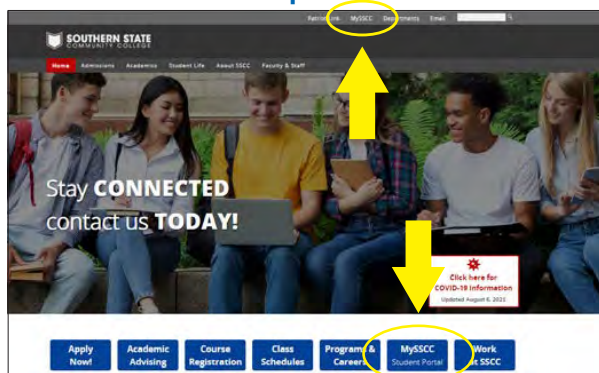 Patriot Link MySSCC Departments Email
SOUTHERN STATE
COMMUNITY COLLEGE
Home Admissions Academics Student Life About SSCC Faculty & Staff
Stay CONNECTED
contact us TODAY!
Click here for
COVID-19 Information
Updated August 6, 2021
Apply Now!
Academic Advising
Course Registration
Class Schedules
Programs & Careers
MySSCC
Student Portal
Work at SSCC